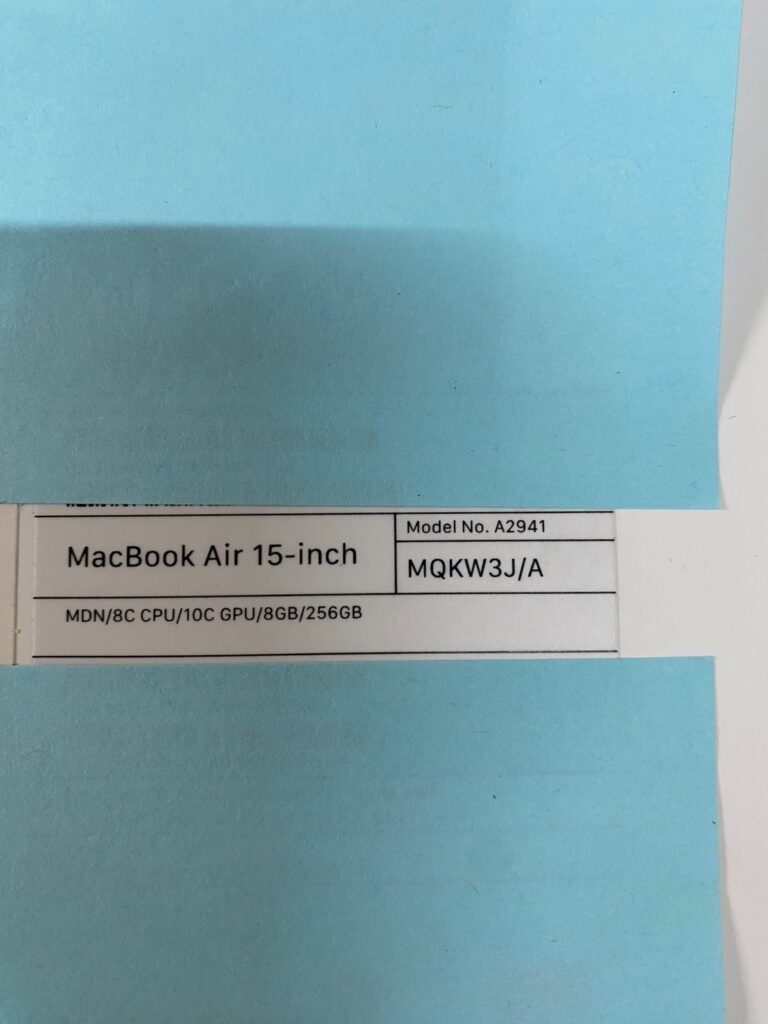 MacBook Air 15-inch
Model No. A2941
MQKW3J/A
MDN/8C CPU/10C GPU/8GB/256GB